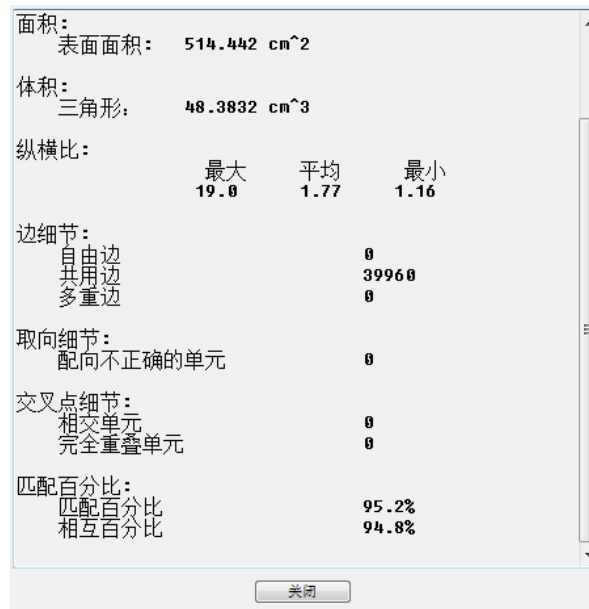 面积:
表面面积: 514.442 cm^2
体积:
三角形: 48.3832 cm^3
纵横比:
最大 平均 最小
19.0 1.77 1.16
边细节:
自由边 0
共用边 39960
多重边 0
取向细节:
配向不正确的单元 0
交叉点细节:
相交单元 0
完全重叠单元 0
匹配百分比:
匹配百分比 95.2%
相互百分比 94.8%
关闭